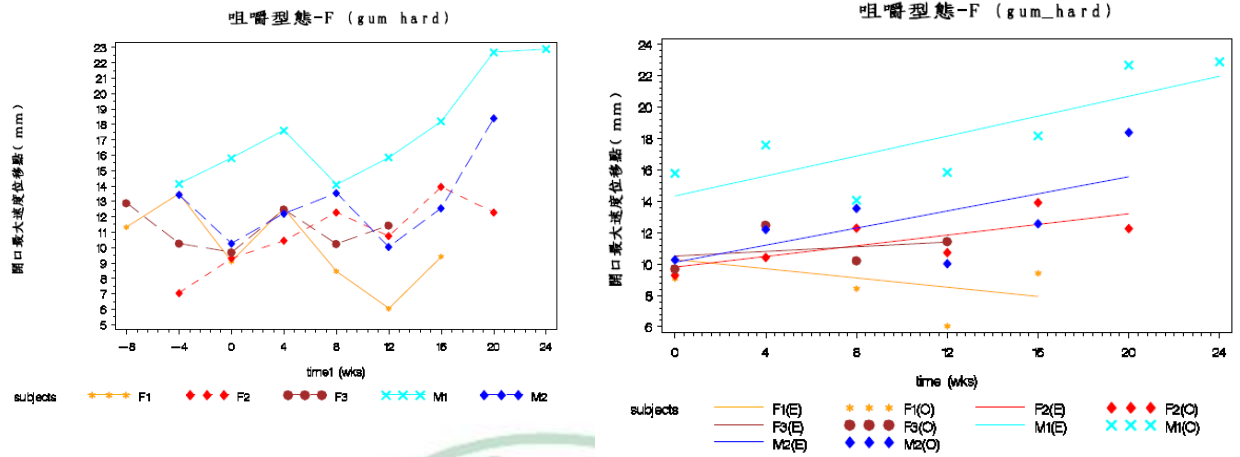 咀嚼型態-F (gum hard)
開口最大速度位移點( mm)
23
22
21
20
19
18
17
16
15
14
13
12
11
10
9
8
7
6
5
-8 -4 0 4 8 12 16 20 24
time1 (wks)
subjects F1 F2 F3 M1 M2
咀嚼型態-F (gum_hard)
開口最大速度位移點( mm)
24
22
20
18
16
14
12
10
8
6
0 4 8 12 16 20 24
time (wks)
subjects F1(E) F1(O) F2(E) F2(O)
F3(E) F3(O) M1(E) M1(O)
M2(E) M2(O)